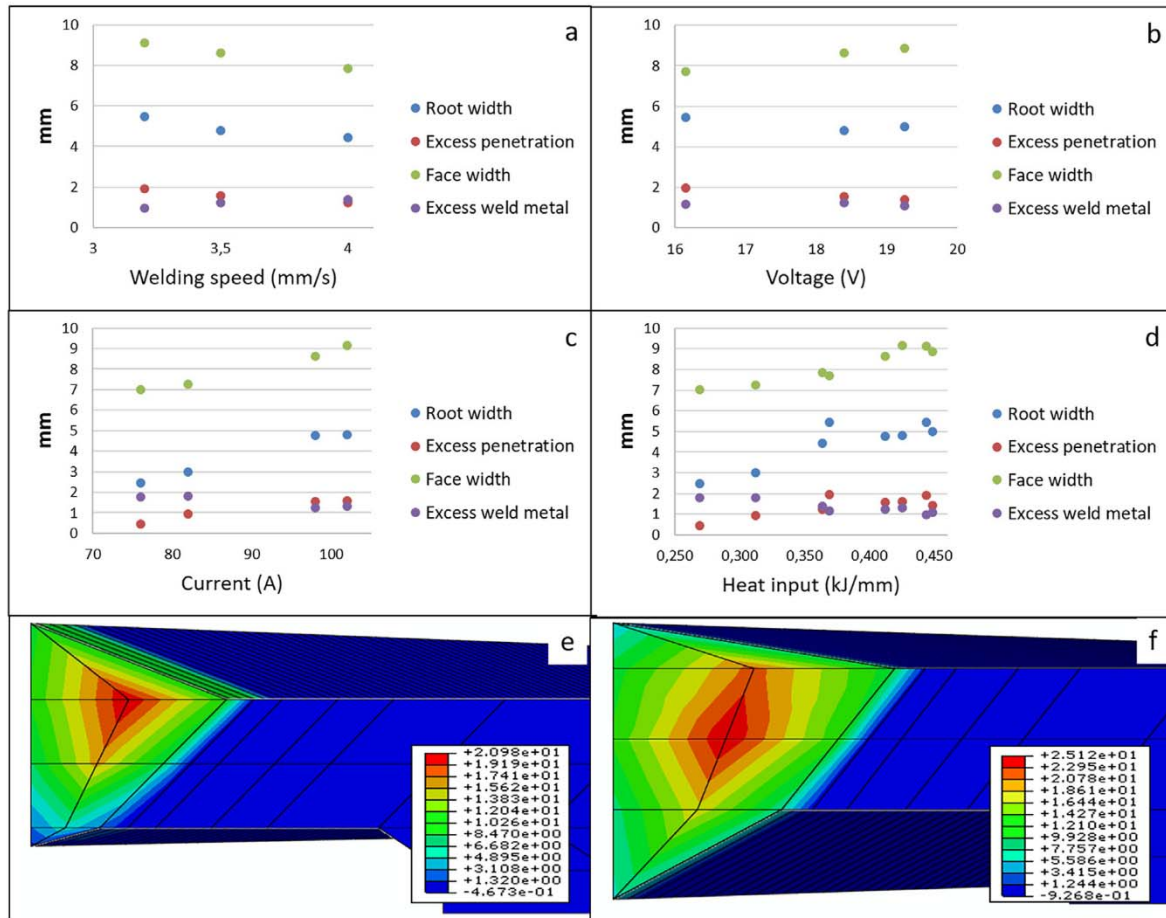 a
10
8
6
4
2
0
mm
3
3,5
4
Welding speed (mm/s)
Root width
Excess penetration
Face width
Excess weld metal
b
10
8
6
4
2
0
mm
16
17
18
19
20
Voltage (V)
Root width
Excess penetration
Face width
Excess weld metal
c
10
9
8
7
6
5
4
3
2
1
0
mm
70
80
90
100
Current (A)
Root width
Excess penetration
Face width
Excess weld metal
d
10
9
8
7
6
5
4
3
2
1
0
mm
0,250
0,300
0,350
0,400
0,450
Heat input (kJ/mm)
Root width
Excess penetration
Face width
Excess weld metal
e
+2.098e+01
+1.919e+01
+1.741e+01
+1.562e+01
+1.383e+01
+1.204e+01
+1.026e+01
+8.470e+00
+6.682e+00
+4.895e+00
+3.108e+00
+1.320e+00
-4.673e-01
f
+2.512e+01
+2.295e+01
+2.078e+01
+1.861e+01
+1.644e+01
+1.427e+01
+1.210e+01
+9.928e+00
+7.757e+00
+5.586e+00
+3.415e+00
+1.244e+00
-9.268e-01